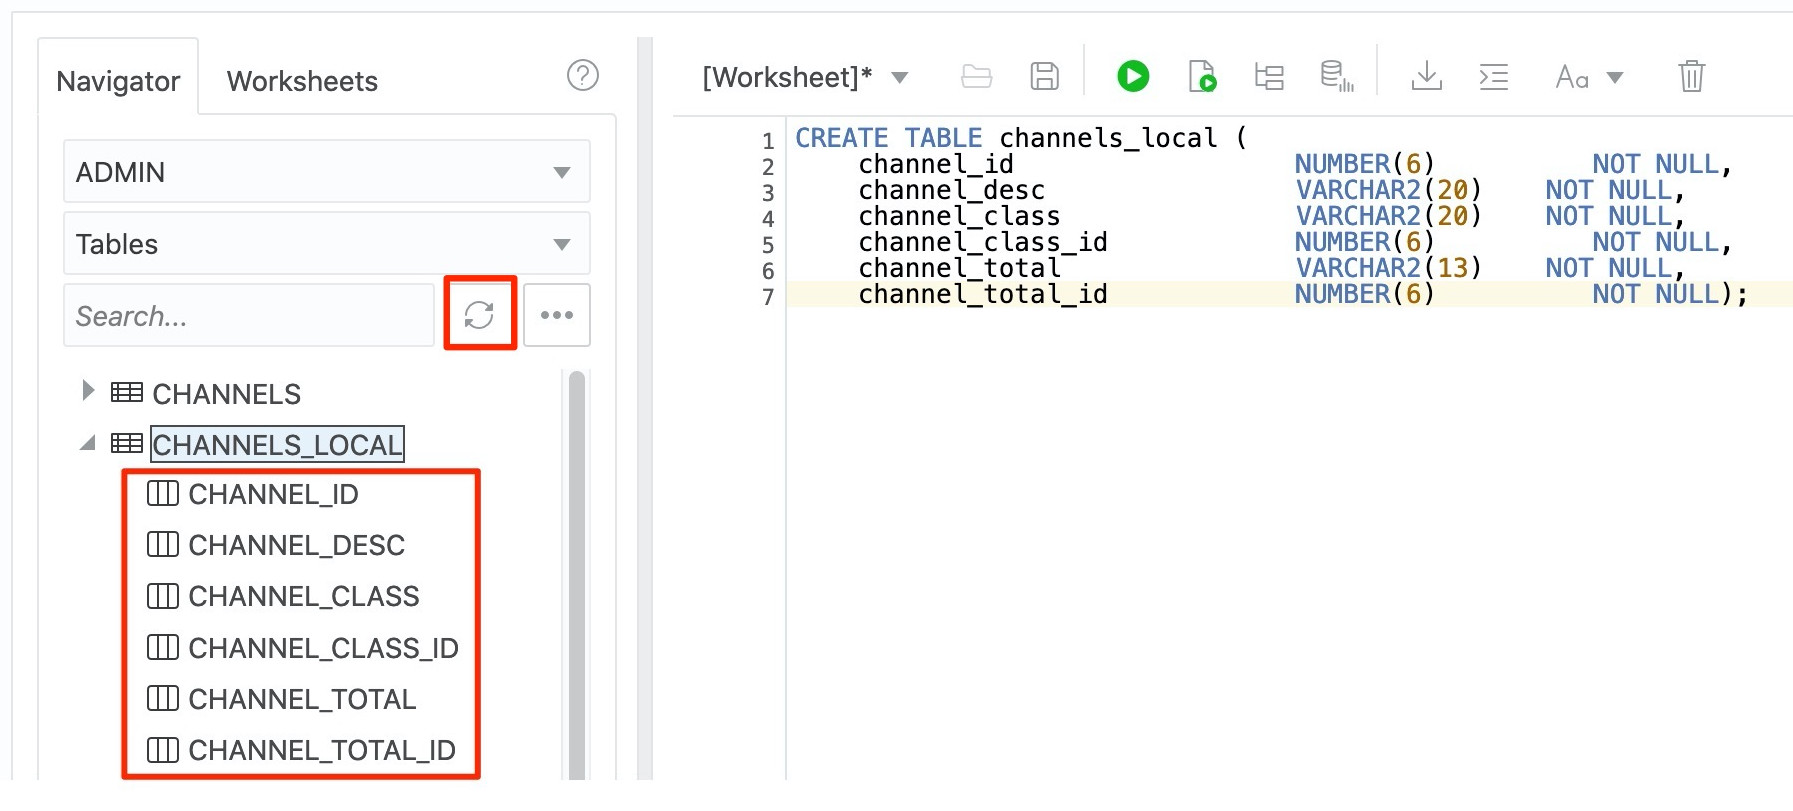 Navigator Worksheets ?
ADMIN
Tables
Search...
CHANNELS
CHANNELS_LOCAL
CHANNEL_ID
CHANNEL_DESC
CHANNEL_CLASS
CHANNEL_CLASS_ID
CHANNEL_TOTAL
CHANNEL_TOTAL_ID
[Worksheet]* Aa
1 CREATE TABLE channels_local (
2 channel_id NUMBER(6) NOT NULL,
3 channel_desc VARCHAR2(20) NOT NULL,
4 channel_class VARCHAR2(20) NOT NULL,
5 channel_class_id NUMBER(6) NOT NULL,
6 channel_total VARCHAR2(13) NOT NULL,
7 channel_total_id NUMBER(6) NOT NULL);